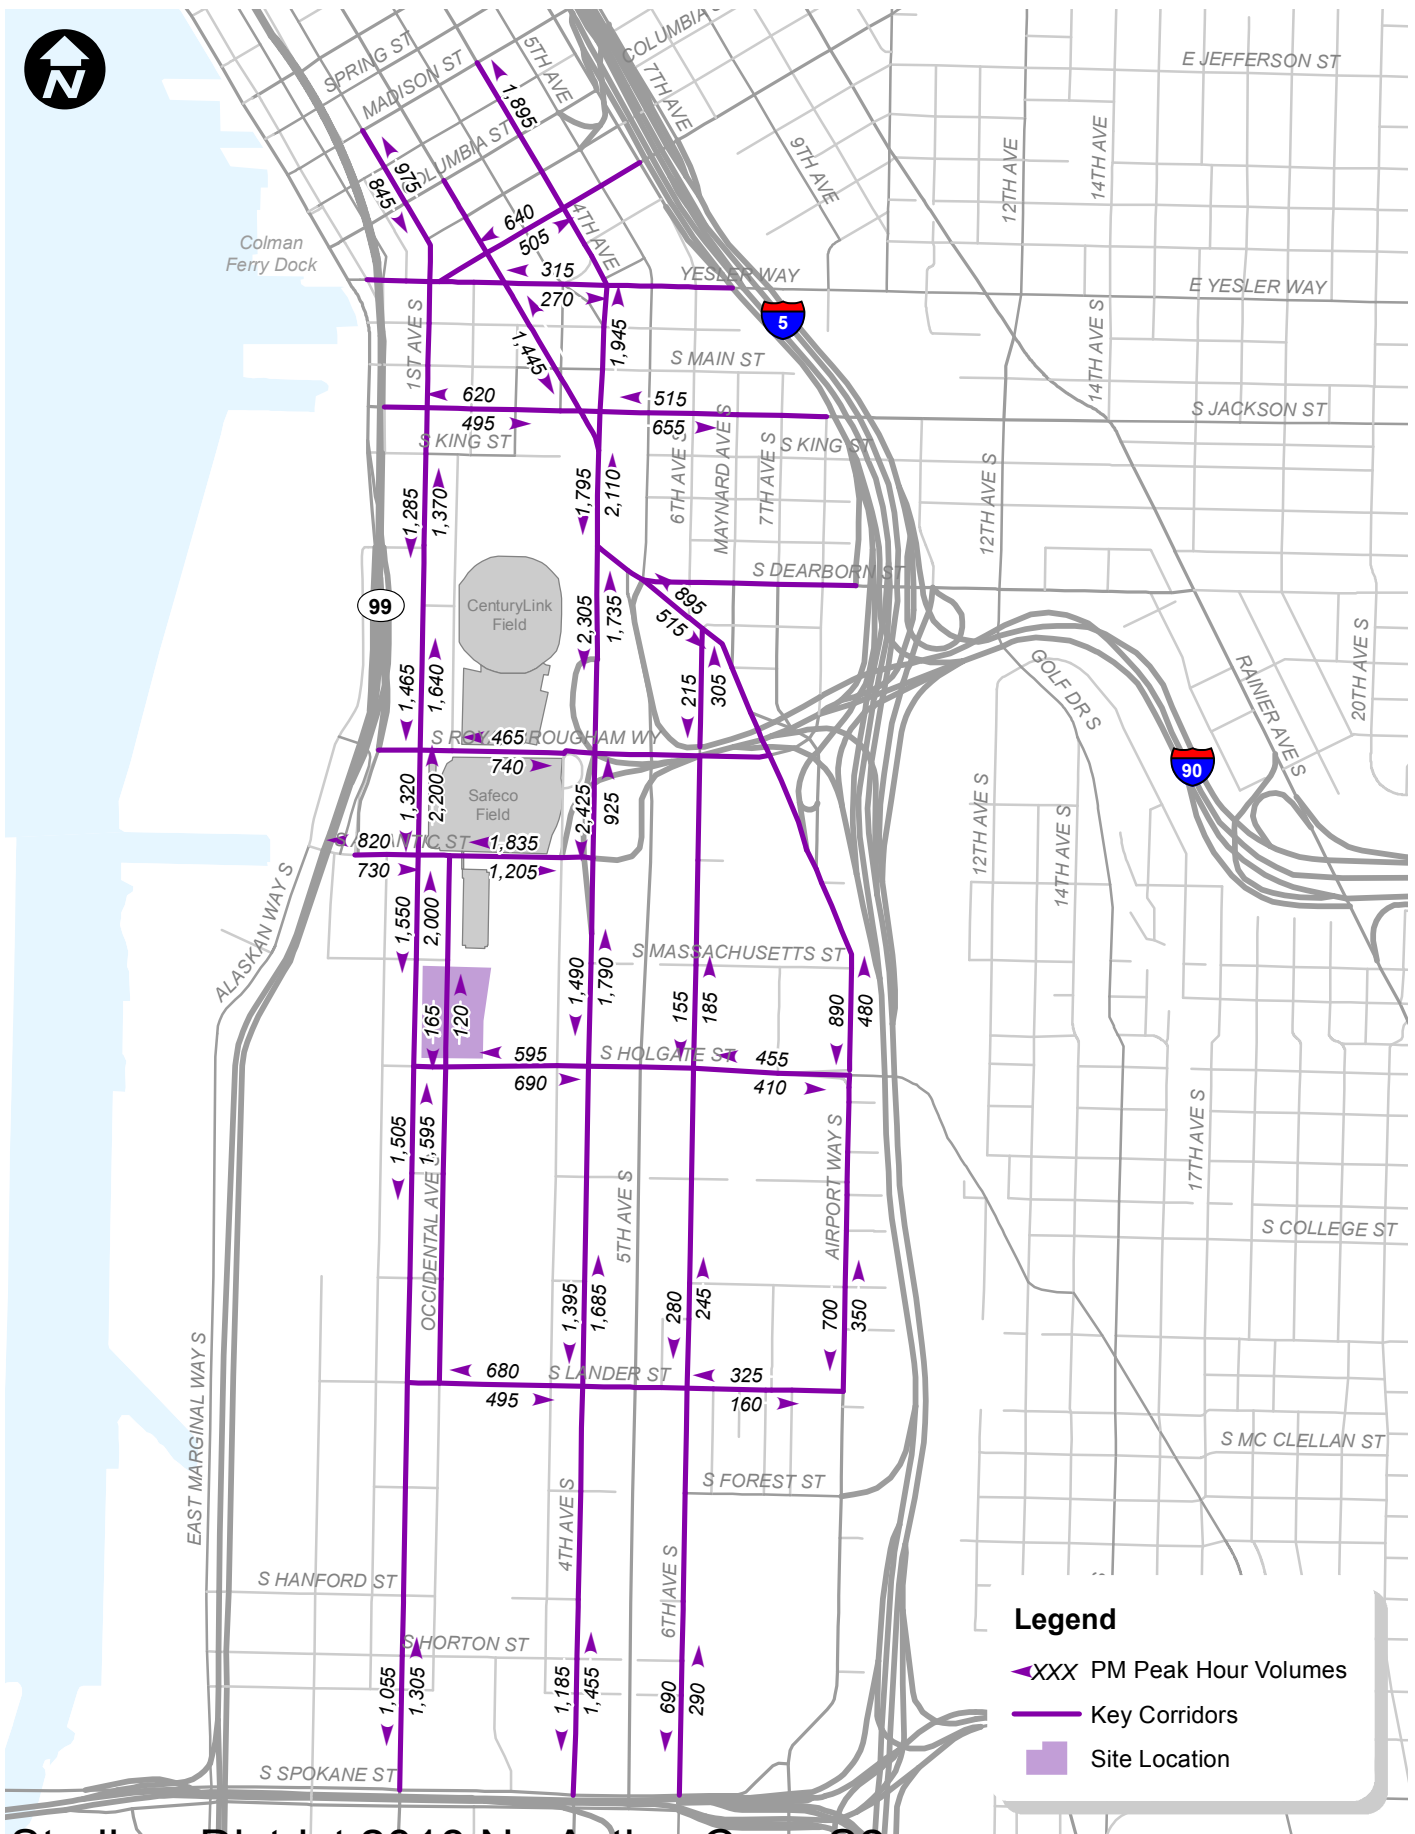 SPRING ST
MADISON ST
COLUMBIA ST
5TH AVE
COLUMBIA
7TH AVE
9TH AVE
E JEFFERSON ST
12TH AVE
14TH AVE
1,895
975
845
640
505
4TH AVE
Colman
Ferry Dock
315
270
YESLER WAY
E YESLER WAY
5
1ST AVE S
1,445
1,945
S MAIN ST
14TH AVE S
620
495
515
655
S JACKSON ST
S KING ST
S KING ST
6TH AVE S
MAYNARD AVE S
7TH AVE S
12TH AVE S
1,285
1,370
1,795
2,110
S DEARBORN ST
99
CenturyLink
Field
2,305
1,735
895
515
215
305
1,465
1,640
GOLF DR S
RAINIER AVE S
20TH AVE S
465
740
90
1,320
2,200
Safeco
Field
2,425
925
12TH AVE S
14TH AVE S
820
730
1,835
1,205
ALASKAN WAY S
1,550
2,000
S MASSACHUSETTS ST
1,490
1,790
155
185
890
480
165
120
595
690
S HOLGATE ST
455
410
1,505
1,595
OCCIDENTAL AVE S
5TH AVE S
AIRPORT WAY S
17TH AVE S
S COLLEGE ST
1,395
1,685
280
245
700
350
EAST MARGINAL WAY S
680
495
S LANDER ST
325
160
S MC CLELLAN ST
S FOREST ST
4TH AVE S
6TH AVE S
S HANFORD ST
S HORTON ST
1,055
1,305
1,185
1,455
690
290
S SPOKANE ST
Legend
XXX PM Peak Hour Volumes
Key Corridors
Site Location